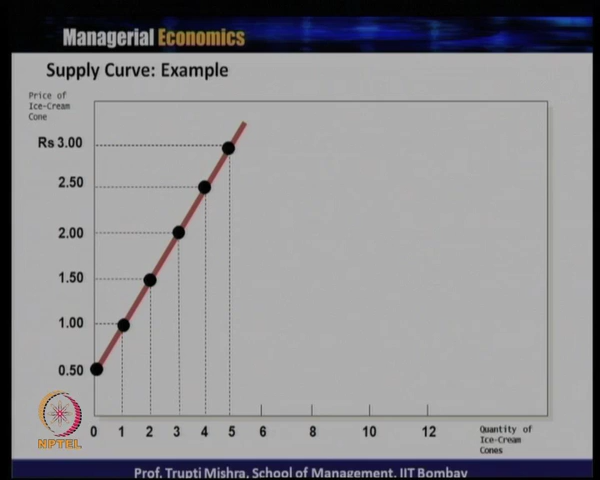 Managerial Economics
Supply Curve: Example
Price of
Ice-Cream
Cone
Rs 3.00
2.50
2.00
1.50
1.00
0.50
0 1 2 3 4 5 6 8 10 12
Quantity of
Ice-Cream
Cones
NPTEL
Prof. Trupti Mishra, School of Management, IIT Bombay